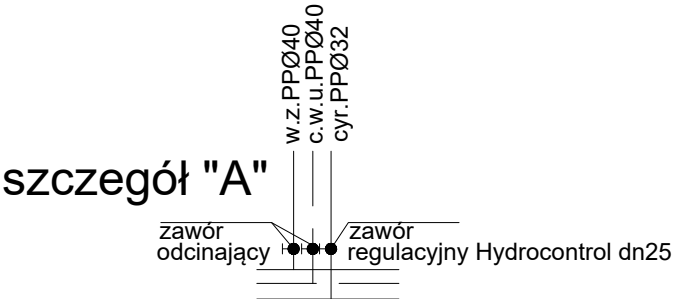 w.z.PPØ40
c.w.u.PPØ40
cyr.PPØ32
szczegół "A"
zawór
odcinający
zawór
regulacyjny Hydrocontrol dn25